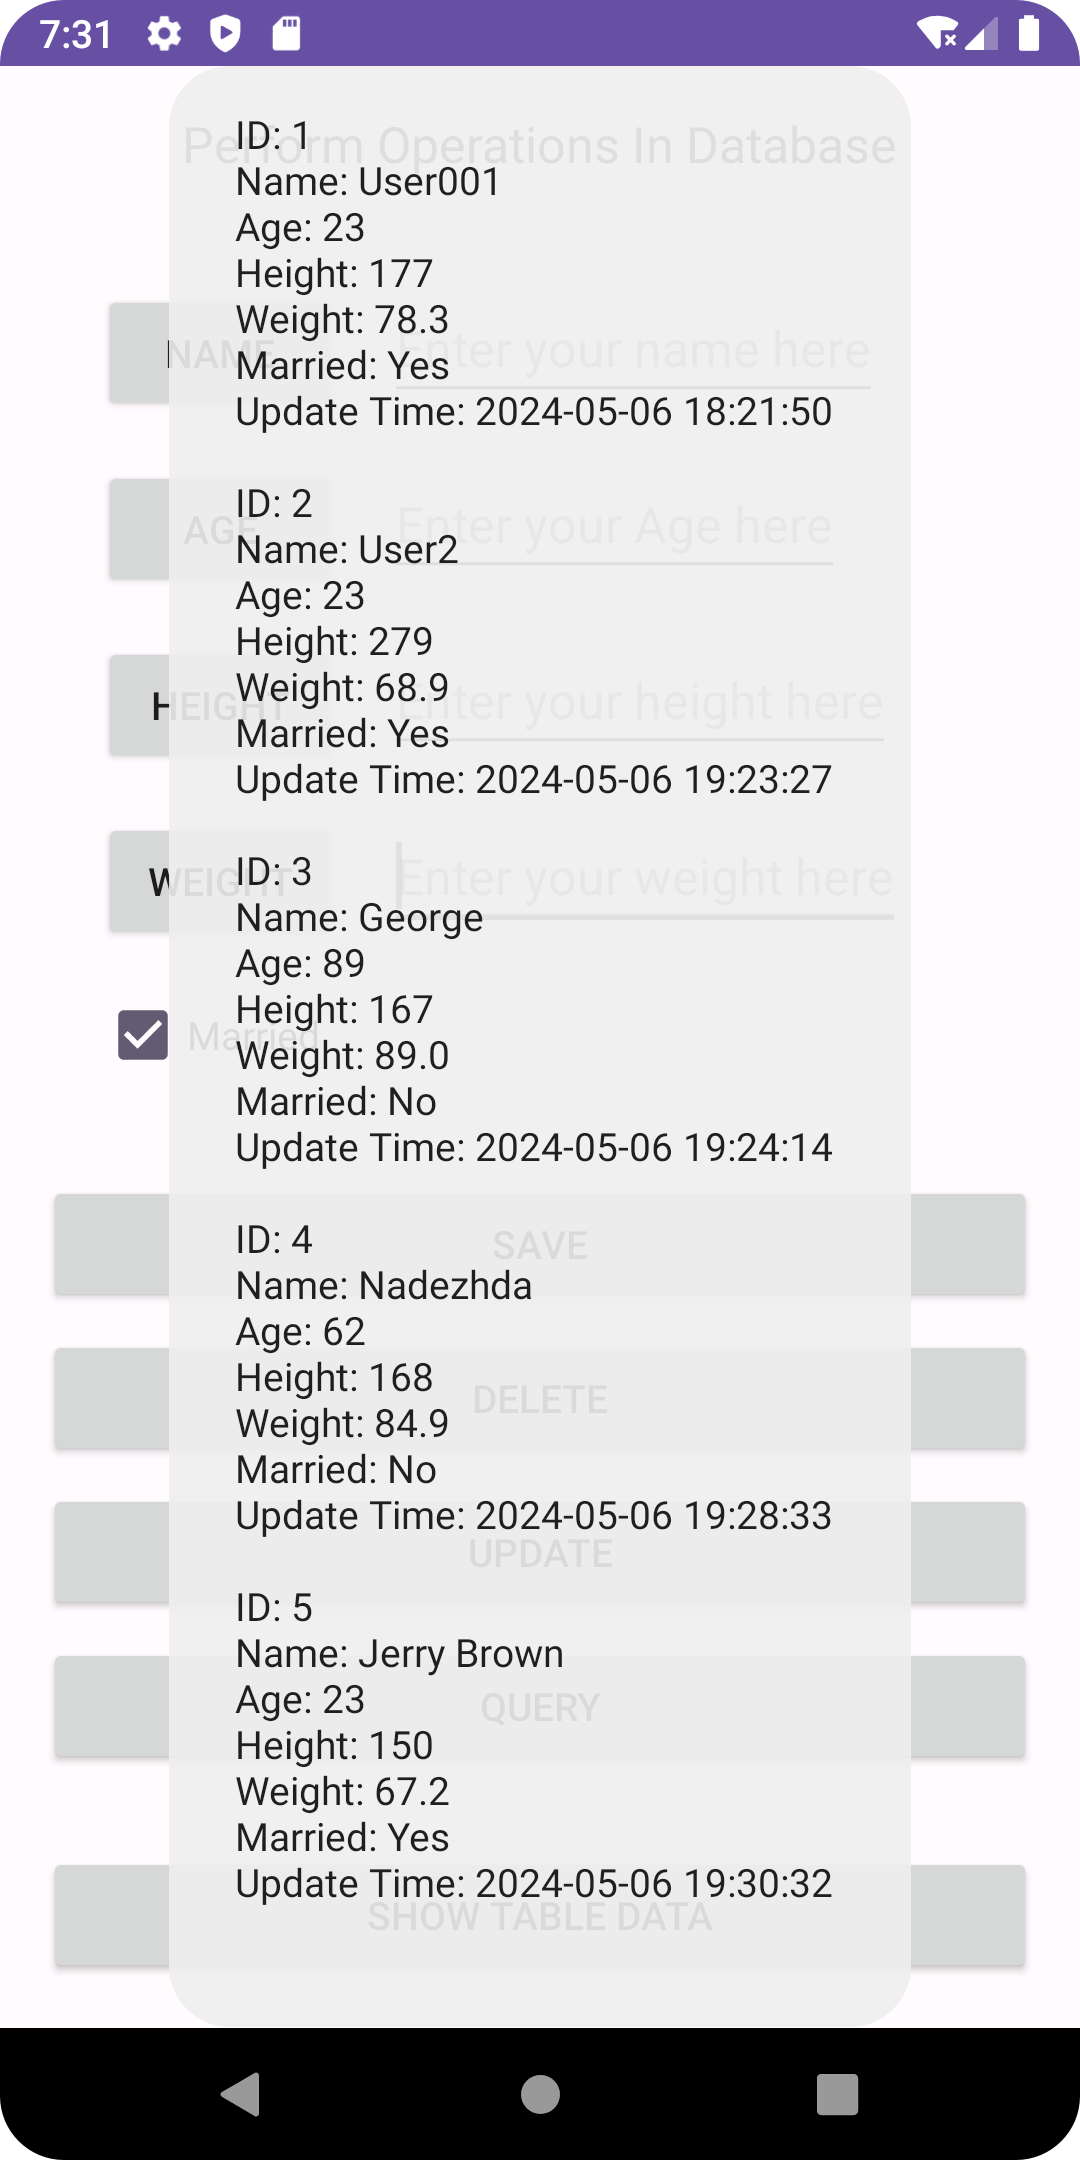 7:31
Perform Operations In Database
ID: 1
Name: User001
Age: 23
Height: 177
Weight: 78.3
Married: Yes
Update Time: 2024-05-06 18:21:50
NAME
Enter your name here
ID: 2
Name: User2
Age: 23
Height: 279
Weight: 68.9
Married: Yes
Update Time: 2024-05-06 19:23:27
AGE
Enter your Age here
HEIGHT
Enter your height here
ID: 3
Name: George
Age: 89
Height: 167
Weight: 89.0
Married: No
Update Time: 2024-05-06 19:24:14
WEIGHT
Enter your weight here
Married
ID: 4
Name: Nadezhda
Age: 62
Height: 168
Weight: 84.9
Married: No
Update Time: 2024-05-06 19:28:33
SAVE
DELETE
UPDATE
ID: 5
Name: Jerry Brown
Age: 23
Height: 150
Weight: 67.2
Married: Yes
Update Time: 2024-05-06 19:30:32
QUERY
SHOW TABLE DATA